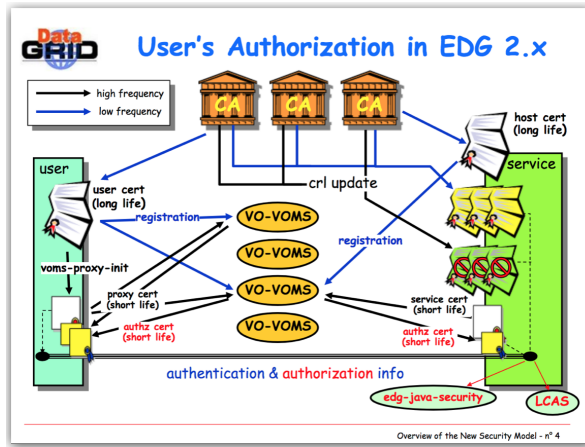 Data
GRID
User's Authorization in EDG 2.x
high frequency
low frequency
CA
CA
CA
host cert
(long life)
user
service
user cert
(long life)
crl update
registration
VO-VOMS
registration
VO-VOMS
voms-proxy-init
VO-VOMS
proxy cert
(short life)
service cert
(short life)
authz cert
(short life)
VO-VOMS
authz cert
(short life)
authentication & authorization info
edg-java-security
LCAS
Overview of the New Security Model - n° 4